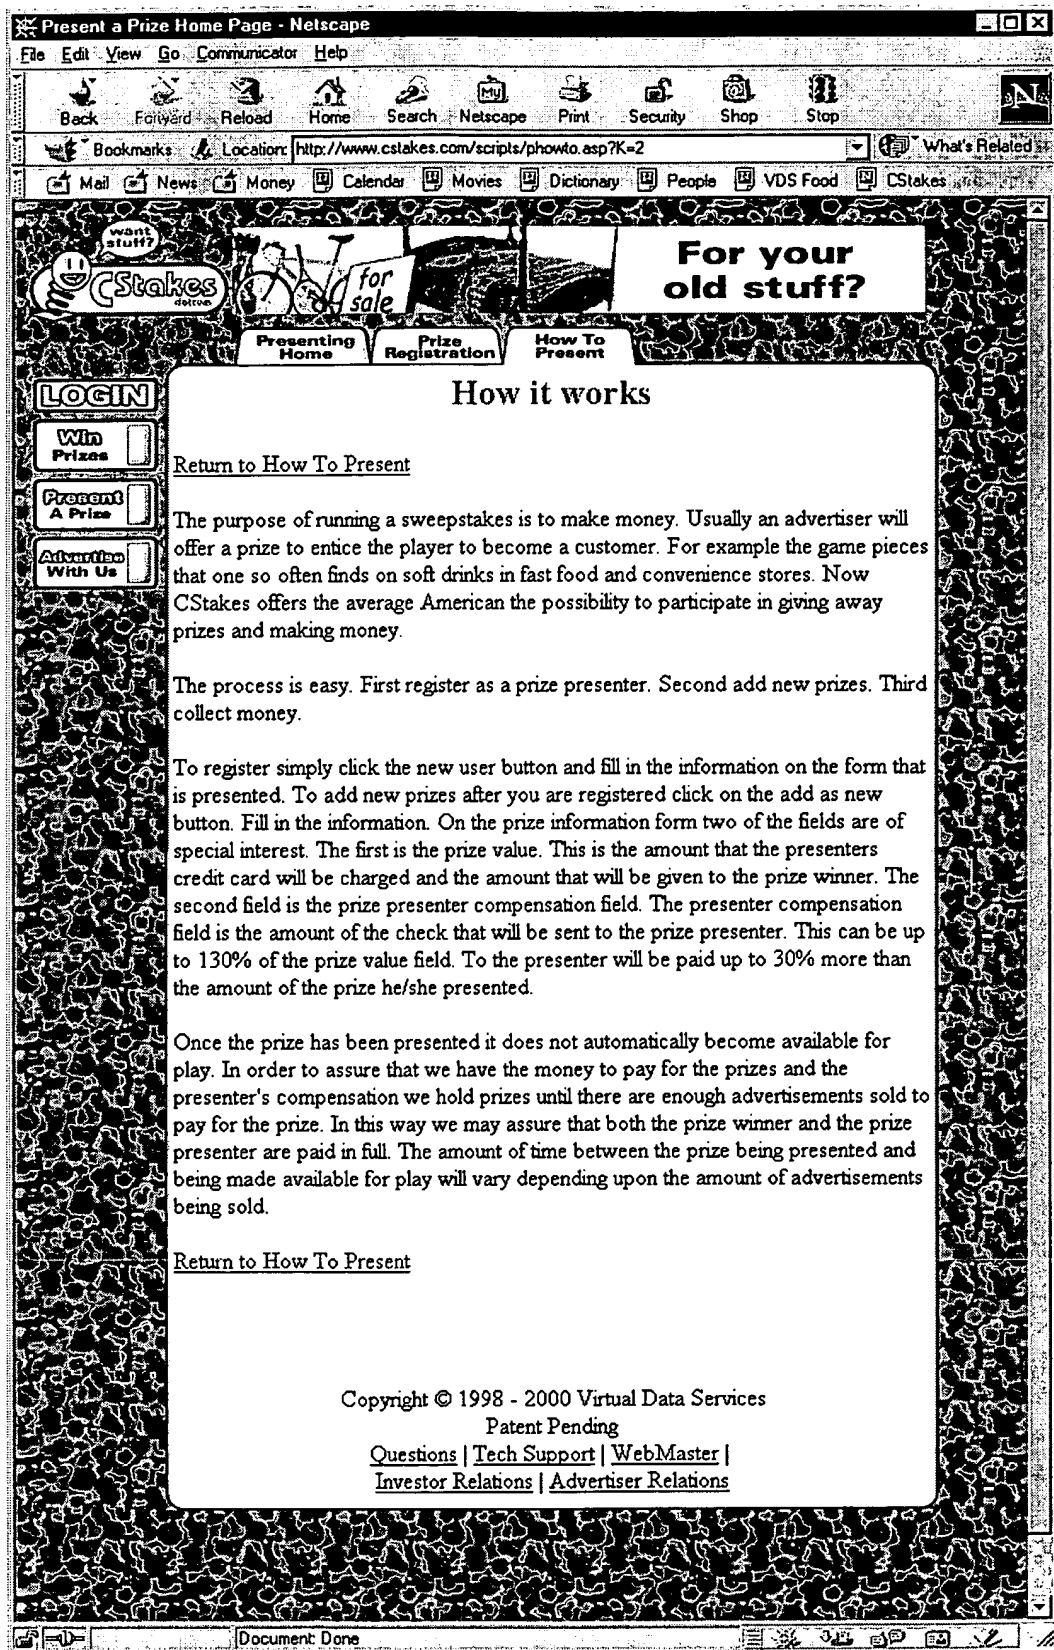 Present a Prize Home Page - Netscape
File Edit View Go Communicator Help
Back Forward Reload Home Search Netscape Print Security Shop Stop
My
N
Bookmarks Location: http://www.cstakes.com/scripts/phowto.asp?K=2 What's Related
Mail News Money Calendar Movies Dictionary People VDS Food CStakes
want
stuff?
CStakes
for
sale
For your
old stuff?
Presenting
Home
Prize
Registration
How To
Present
LOGIN
Win
Prizes
Present
A Prize
Advertise
With Us
How it works
Return to How To Present
The purpose of running a sweepstakes is to make money. Usually an advertiser will
offer a prize to entice the player to become a customer. For example the game pieces
that one so often finds on soft drinks in fast food and convenience stores. Now
CStakes offers the average American the possibility to participate in giving away
prizes and making money.
The process is easy. First register as a prize presenter. Second add new prizes. Third
collect money.
To register simply click the new user button and fill in the information on the form that
is presented. To add new prizes after you are registered click on the add as new
button. Fill in the information. On the prize information form two of the fields are of
special interest. The first is the prize value. This is the amount that the presenters
credit card will be charged and the amount that will be given to the prize winner. The
second field is the prize presenter compensation field. The presenter compensation
field is the amount of the check that will be sent to the prize presenter. This can be up
to 130% of the prize value field. To the presenter will be paid up to 30% more than
the amount of the prize he/she presented.
Once the prize has been presented it does not automatically become available for
play. In order to assure that we have the money to pay for the prizes and the
presenter's compensation we hold prizes until there are enough advertisements sold to
pay for the prize. In this way we may assure that both the prize winner and the prize
presenter are paid in full. The amount of time between the prize being presented and
being made available for play will vary depending upon the amount of advertisements
being sold.
Return to How To Present
Copyright © 1998 - 2000 Virtual Data Services
Patent Pending
Questions | Tech Support | WebMaster |
Investor Relations | Advertiser Relations
Document: Done